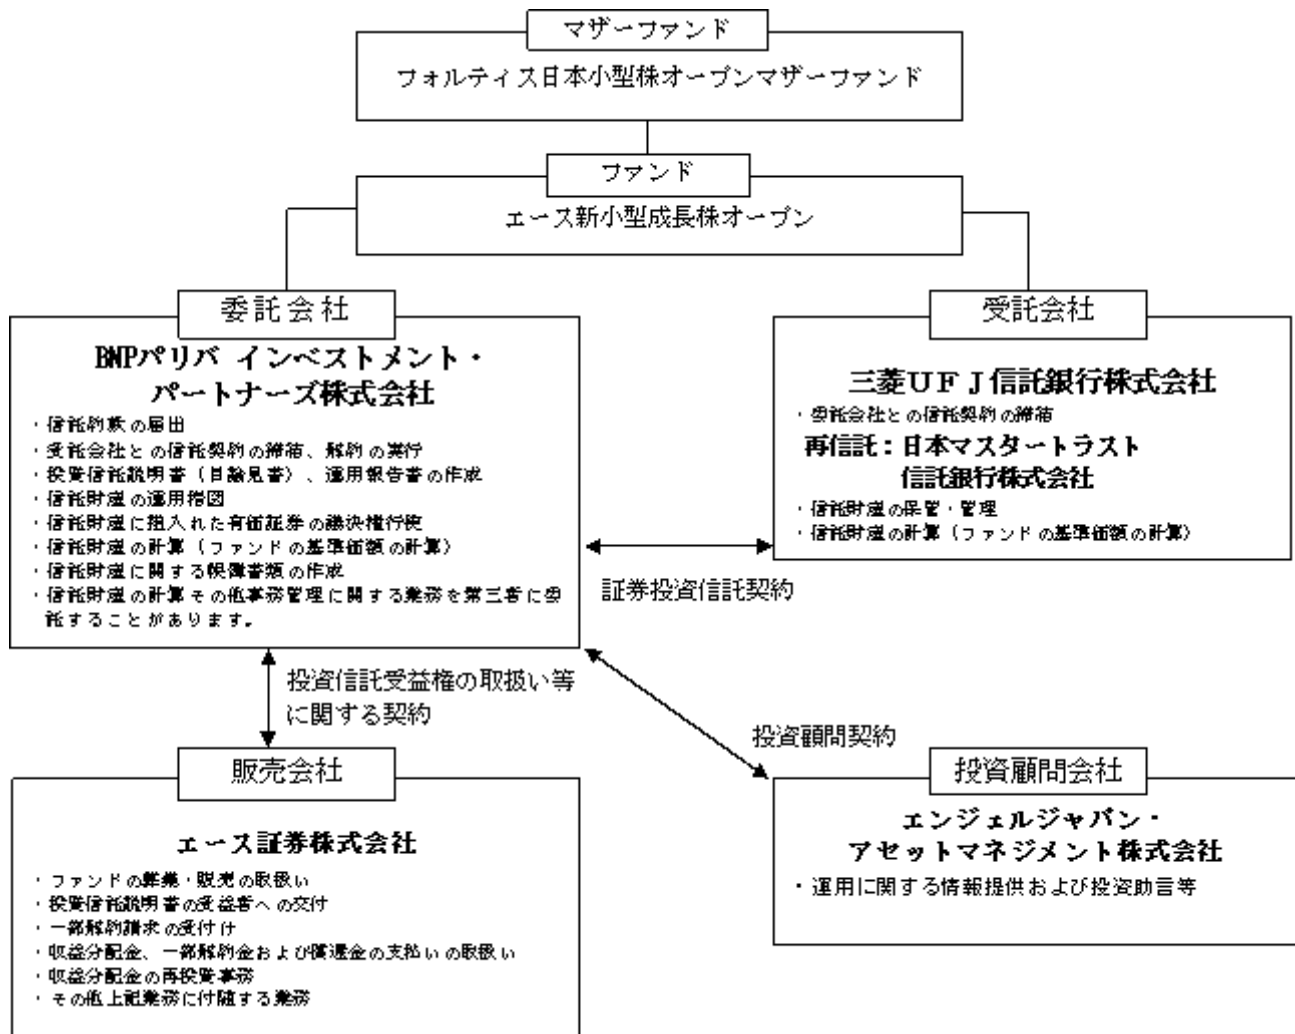 マザーファンド
フォルティス日本小型株オープンマザーファンド
ファンド
エース新小型成長株オープン
委託会社
BNPパリバ インベストメント・
パートナーズ株式会社
・信託約款の届出
・受託会社との信託契約の締結、解約の実行
・投資信託説明書（目論見書）、運用報告書の作成
・信託財産の運用指図
・信託財産に組入れた有価証券の議決権行使
・信託財産の計算（ファンドの基準価額の計算）
・信託財産に関する帳簿書類の作成
・信託財産の計算その他事務管理に関する業務を第三者に委
託することがあります。
受託会社
三菱ＵＦＪ信託銀行株式会社
・委託会社との信託契約の締結
再信託：日本マスタートラスト
信託銀行株式会社
・信託財産の保管・管理
・信託財産の計算（ファンドの基準価額の計算）
証券投資信託契約
投資信託受益権の取扱い等
に関する契約
投資顧問契約
販売会社
エース証券株式会社
・ファンドの募集・販売の取扱い
・投資信託説明書の受益者への交付
・一部解約請求の受付け
・収益分配金、一部解約金および償還金の支払いの取扱い
・収益分配金の再投資事務
・その他上記業務に付随する業務
投資顧問会社
エンジェルジャパン・
アセットマネジメント株式会社
・運用に関する情報提供および投資助言等